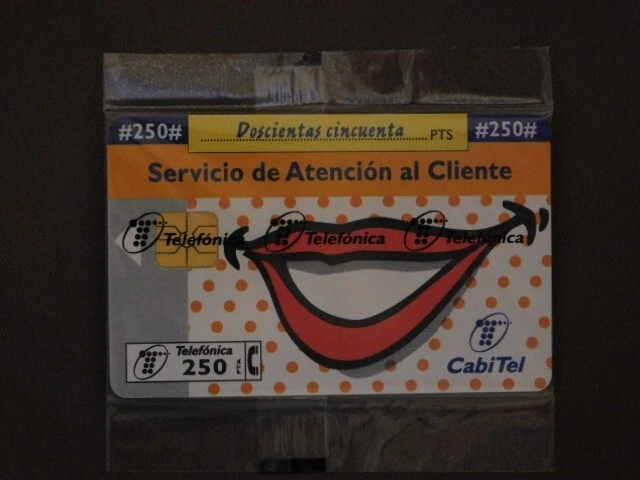 #250# Doscientas cincuenta PTS #250#
Servicio de Atención al Cliente
Telefónica Telefónica Telefónica
Telefónica
250 PTA
CabiTel